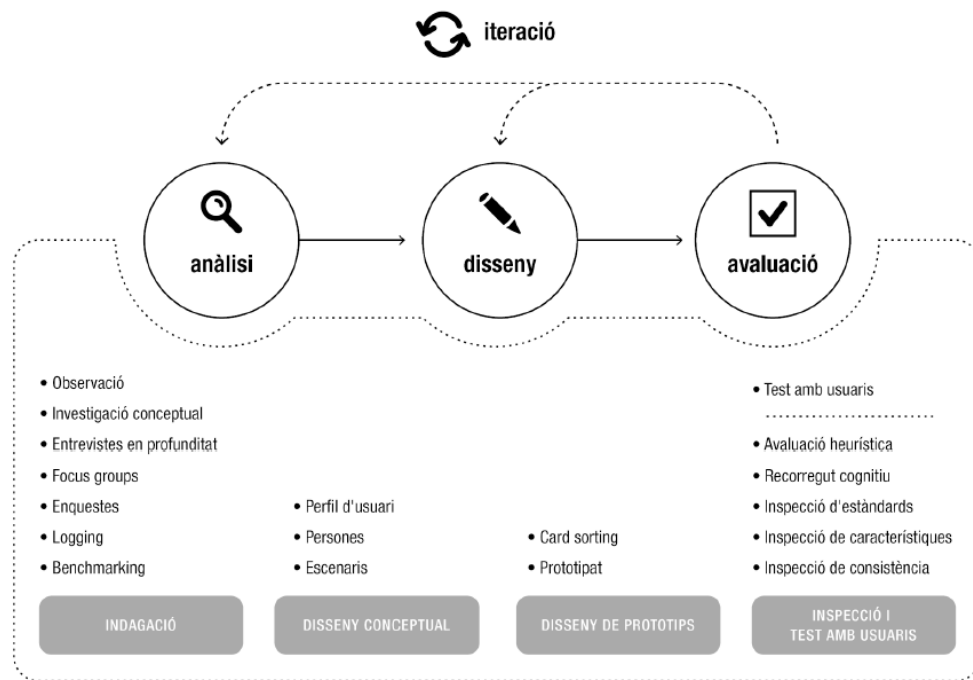 iteració
anàlisi
disseny
avaluació
• Observació
• Investigació conceptual
• Entrevistes en profunditat
• Focus groups
• Enquestes
• Logging
• Benchmarking
INDAGACIÓ
• Perfil d'usuari
• Persones
• Escenaris
DISSENY CONCEPTUAL
• Card sorting
• Prototipat
DISSENY DE PROTOTIPS
• Test amb usuaris
• Avaluació heurística
• Recorregut cognitiu
• Inspecció d'estàndards
• Inspecció de característiques
• Inspecció de consistència
INSPECCIÓ I
TEST AMB USUARIS